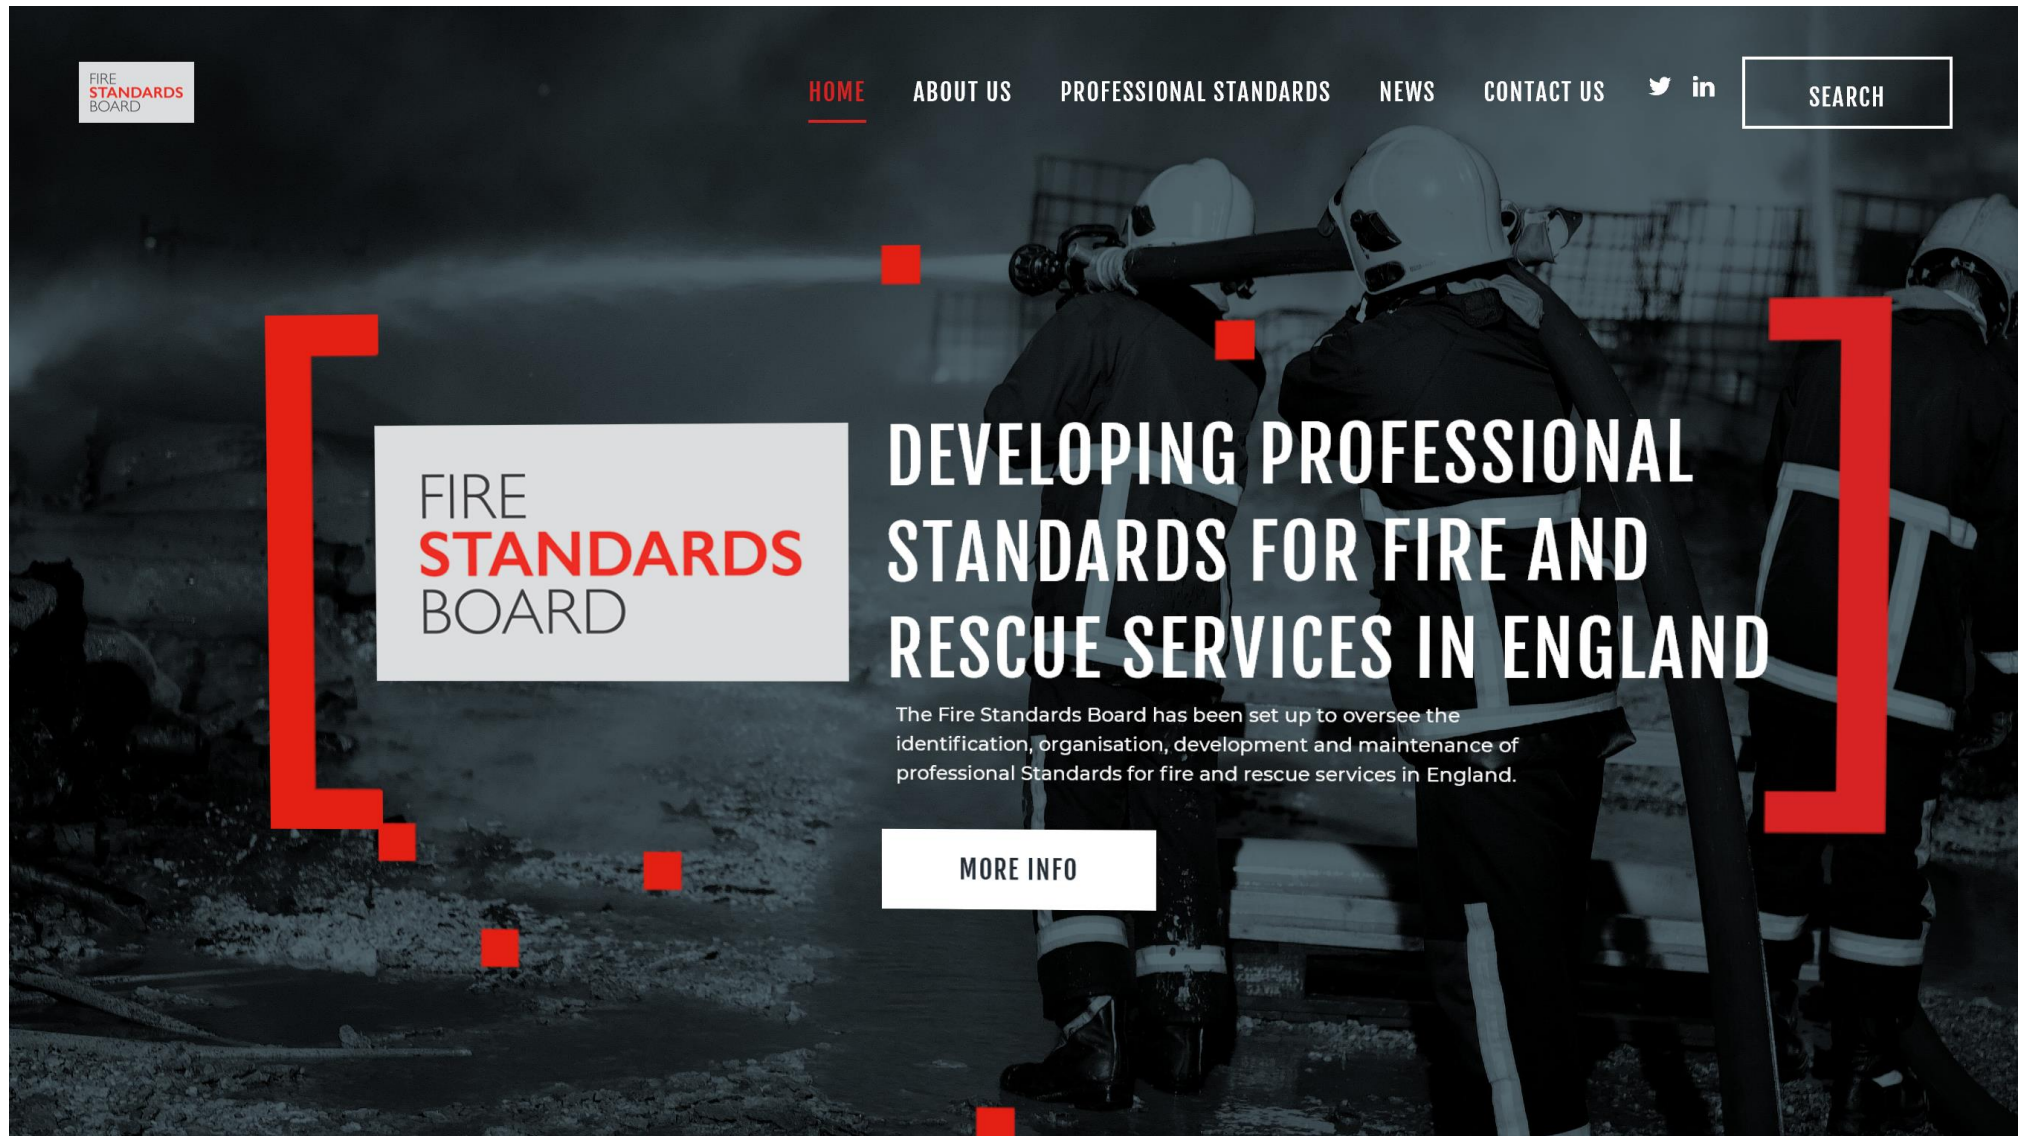 FIRE
STANDARDS
BOARD
HOME ABOUT US PROFESSIONAL STANDARDS NEWS CONTACT US in SEARCH
FIRE
STANDARDS
BOARD
DEVELOPING PROFESSIONAL
STANDARDS FOR FIRE AND
RESCUE SERVICES IN ENGLAND
The Fire Standards Board has been set up to oversee the
identification, organisation, development and maintenance of
professional Standards for fire and rescue services in England.
MORE INFO